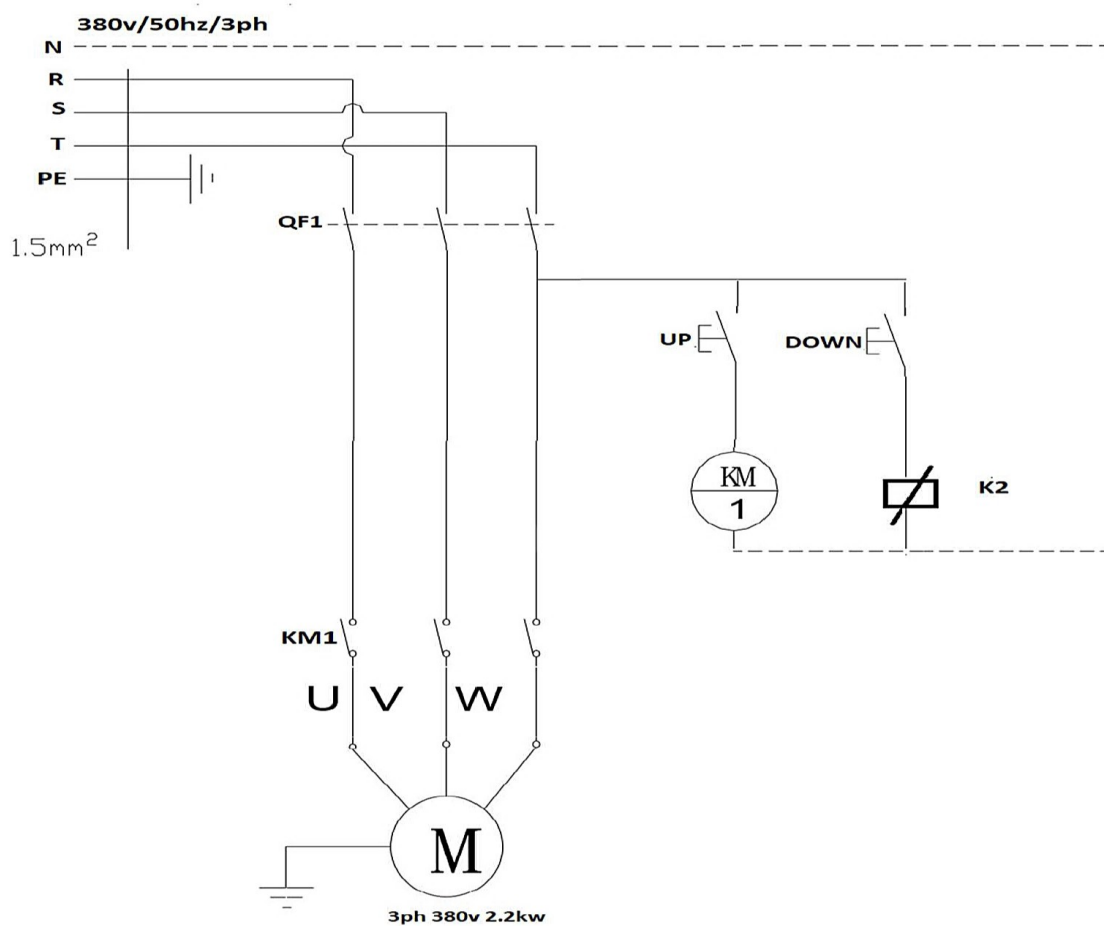 380v/50hz/3ph
N
R
S
T
PE
QF1
1.5mm²
UP
DOWN
KM
1
K2
KM1
U V W
M
3ph 380v 2.2kw